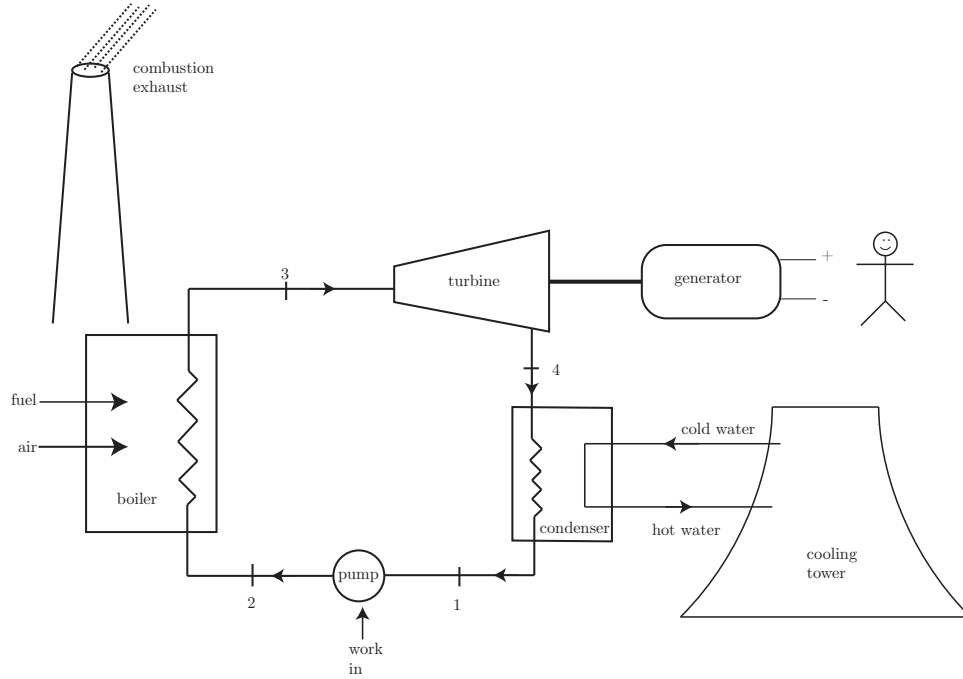 combustion
exhaust
3
turbine
generator
+
-
4
fuel
air
boiler
cold water
hot water
condenser
cooling
tower
pump
2
1
work
in